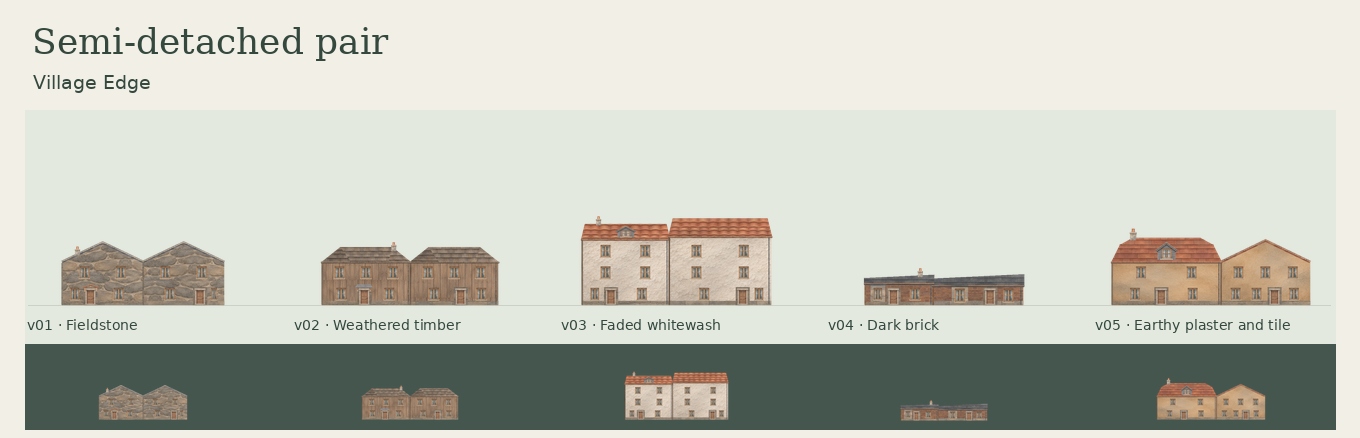 Semi-detached pair
Village Edge
v01 · Fieldstone
v02 · Weathered timber
v03 · Faded whitewash
v04 · Dark brick
v05 · Earthy plaster and tile